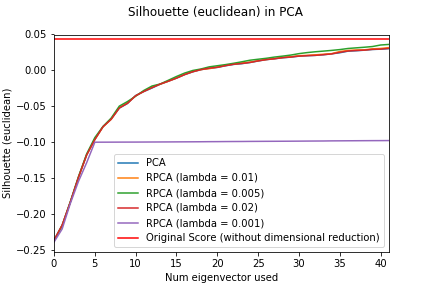 Silhouette (euclidean) in PCA
Silhouette (euclidean)
0.05
0.00
−0.05
−0.10
−0.15
−0.20
−0.25
PCA
RPCA (lambda = 0.01)
RPCA (lambda = 0.005)
RPCA (lambda = 0.02)
RPCA (lambda = 0.001)
Original Score (without dimensional reduction)
0 5 10 15 20 25 30 35 40
Num eigenvector used